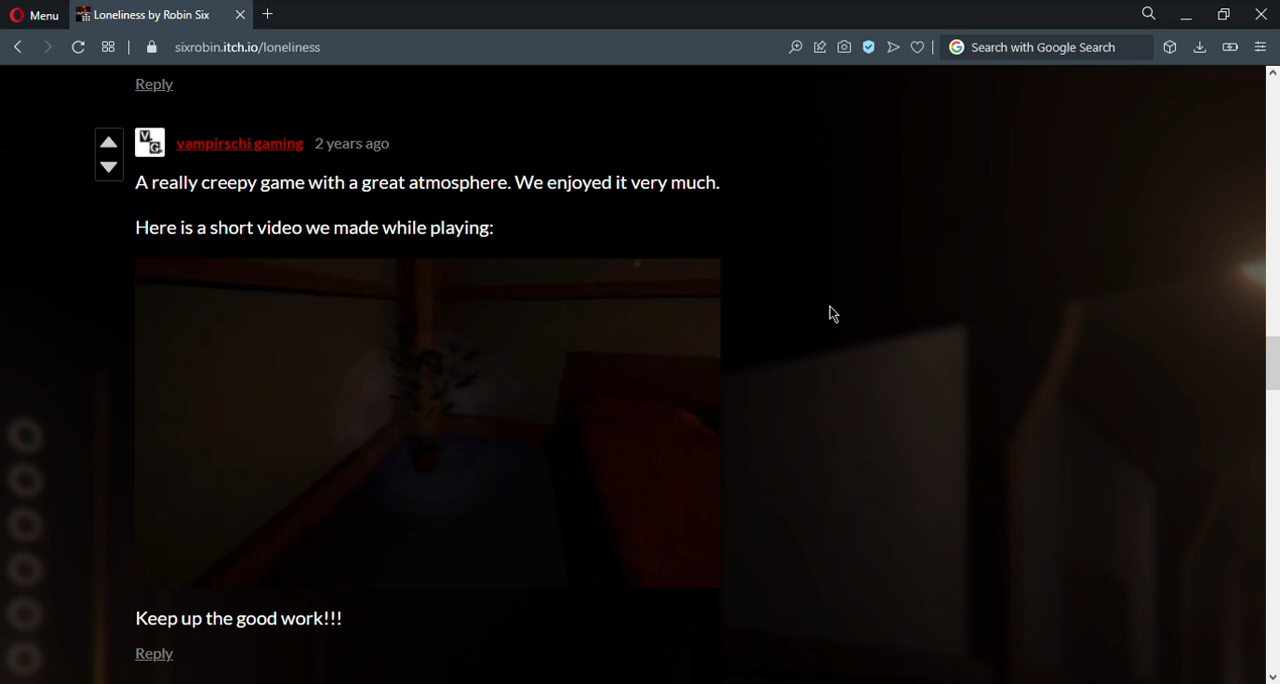 Menu
Loneliness by Robin Six
sixrobin.itch.io/loneliness
Search with Google Search
Reply
V.
G.
vampirschi gaming 2 years ago
A really creepy game with a great atmosphere. We enjoyed it very much.
Here is a short video we made while playing:
Keep up the good work!!!
Reply